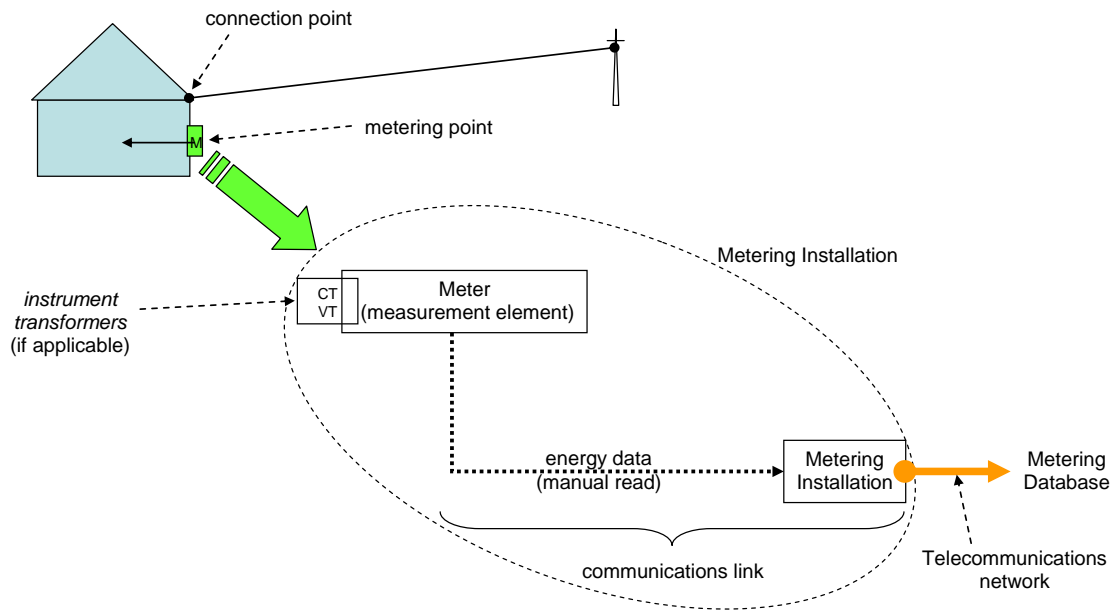 connection point
metering point
M
Metering Installation
instrument
transformers
(if applicable)
CT
VT
Meter
(measurement element)
energy data
(manual read)
Metering
Installation
Metering
Database
communications link
Telecommunications
network